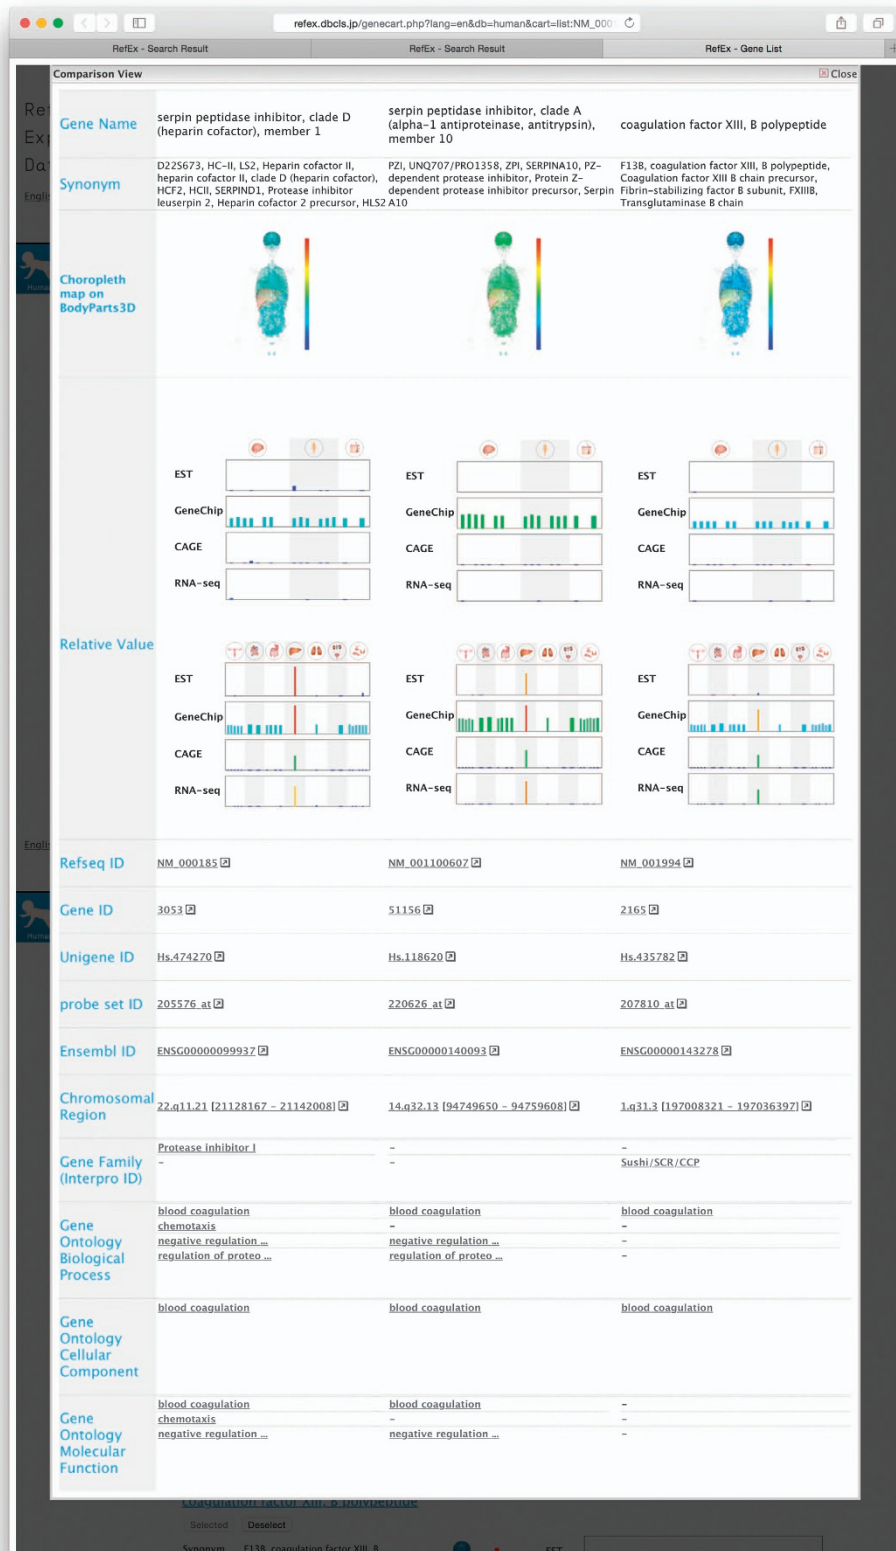 refex.dbcls.jp/genecart.php?lang=en&db=human&cart=list:NM_000
RefEx - Search Result
RefEx - Search Result
RefEx - Gene List
Comparison View
Close
Gene Name
serpin peptidase inhibitor, clade D
(heparin cofactor), member 1
serpin peptidase inhibitor, clade A
(alpha-1 antiproteinase, antitrypsin),
member 10
coagulation factor XIII, B polypeptide
Synonym
D22S673, HC-II, LS2, Heparin cofactor II,
heparin cofactor II, clade D (heparin cofactor),
HCF2, HCII, SERPIND1, Protease inhibitor
leuserpin 2, Heparin cofactor 2 precursor, HLS2
PZI, UNQ707/PRO1358, ZPI, SERPINA10, PZ-
dependent protease inhibitor, Protein Z-
dependent protease inhibitor precursor, Serpin
A10
F13B, coagulation factor XIII, B polypeptide,
Coagulation factor XIII B chain precursor,
Fibrin-stabilizing factor B subunit, FXIIIB,
Transglutaminase B chain
Choropleth
map on
BodyParts3D
Relative Value
EST
GeneChip
CAGE
RNA-seq
EST
GeneChip
CAGE
RNA-seq
EST
GeneChip
CAGE
RNA-seq
EST
GeneChip
CAGE
RNA-seq
EST
GeneChip
CAGE
RNA-seq
EST
GeneChip
CAGE
RNA-seq
Refseq ID
NM_000185
NM_001100607
NM_001994
Gene ID
3053
51156
2165
Unigene ID
Hs.474270
Hs.118620
Hs.435782
probe set ID
205576_at
220626_at
207810_at
Ensembl ID
ENSG00000099937
ENSG00000140093
ENSG00000143278
Chromosomal
Region
22.q11.21 [21128167 - 21142008]
14.q32.13 [94749650 - 94759608]
1.q31.3 [197008321 - 197036397]
Gene Family
(Interpro ID)
Protease inhibitor I
-
-
-
-
Sushi/SCR/CCP
Gene
Ontology
Biological
Process
blood coagulation
blood coagulation
blood coagulation
chemotaxis
-
-
negative regulation ...
negative regulation ...
-
regulation of proteo ...
regulation of proteo ...
-
Gene
Ontology
Cellular
Component
blood coagulation
blood coagulation
blood coagulation
Gene
Ontology
Molecular
Function
blood coagulation
blood coagulation
-
chemotaxis
-
-
negative regulation ...
negative regulation ...
-
coagulation factor XIII, B polypeptide
Selected
Deselect
Synonym
F13B, coagulation factor XIII, B
EST